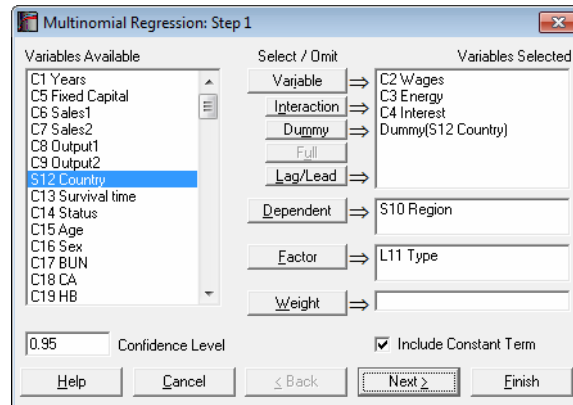 Multinomial Regression: Step 1
Variables Available
Select / Omit
Variables Selected
C1 Years
C5 Fixed Capital
C6 Sales1
C7 Sales2
C8 Output1
C9 Output2
S12 Country
C13 Survival time
C14 Status
C15 Age
C16 Sex
C17 BUN
C18 CA
C19 HB
Variable
Interaction
Dummy
Full
Lag/Lead
Dependent
Factor
Weight
C2 Wages
C3 Energy
C4 Interest
Dummy(S12 Country)
S10 Region
L11 Type
0.95 Confidence Level
Include Constant Term
Help
Cancel
< Back
Next >
Finish